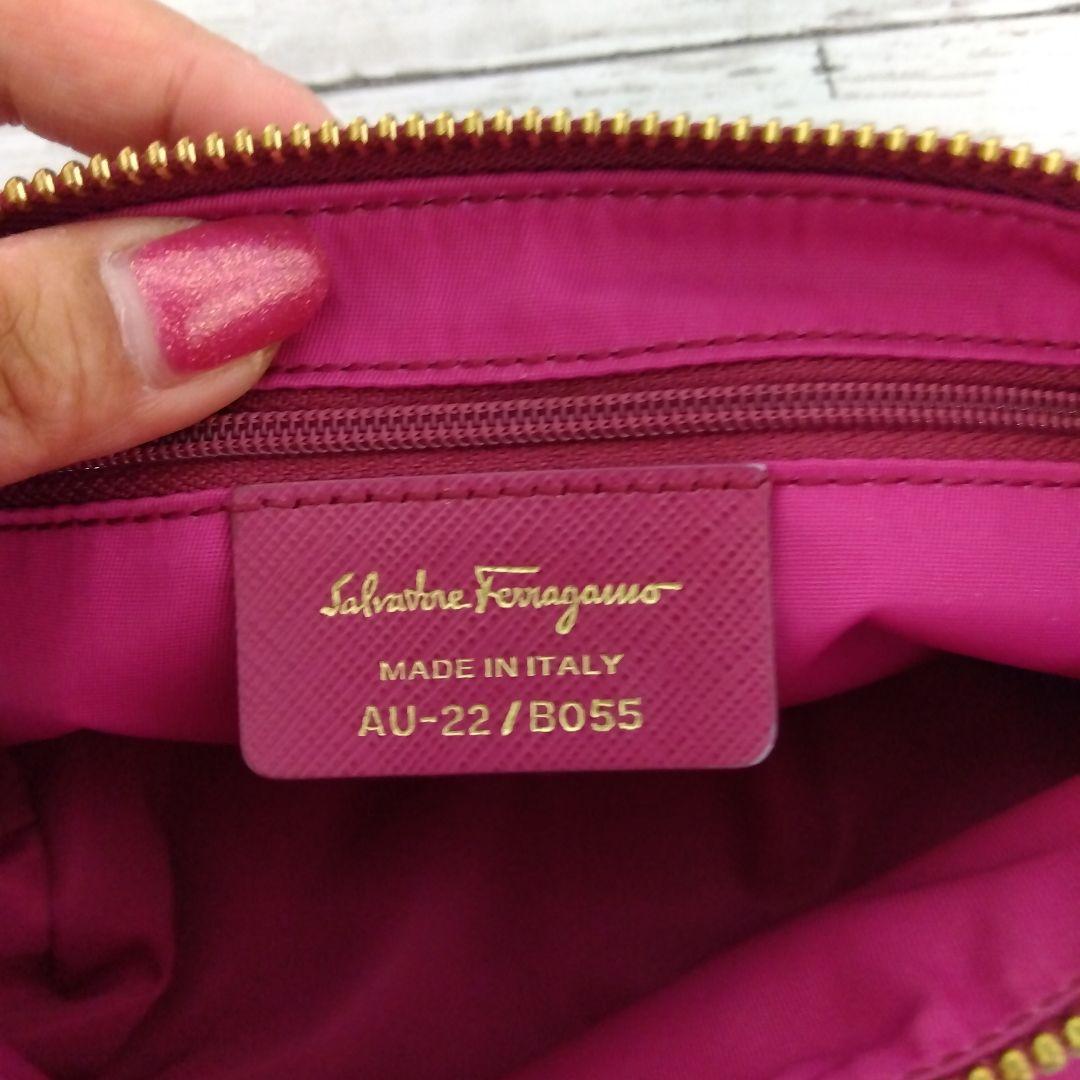 Salvatore Ferragamo
MADE IN ITALY
AU-22/B055